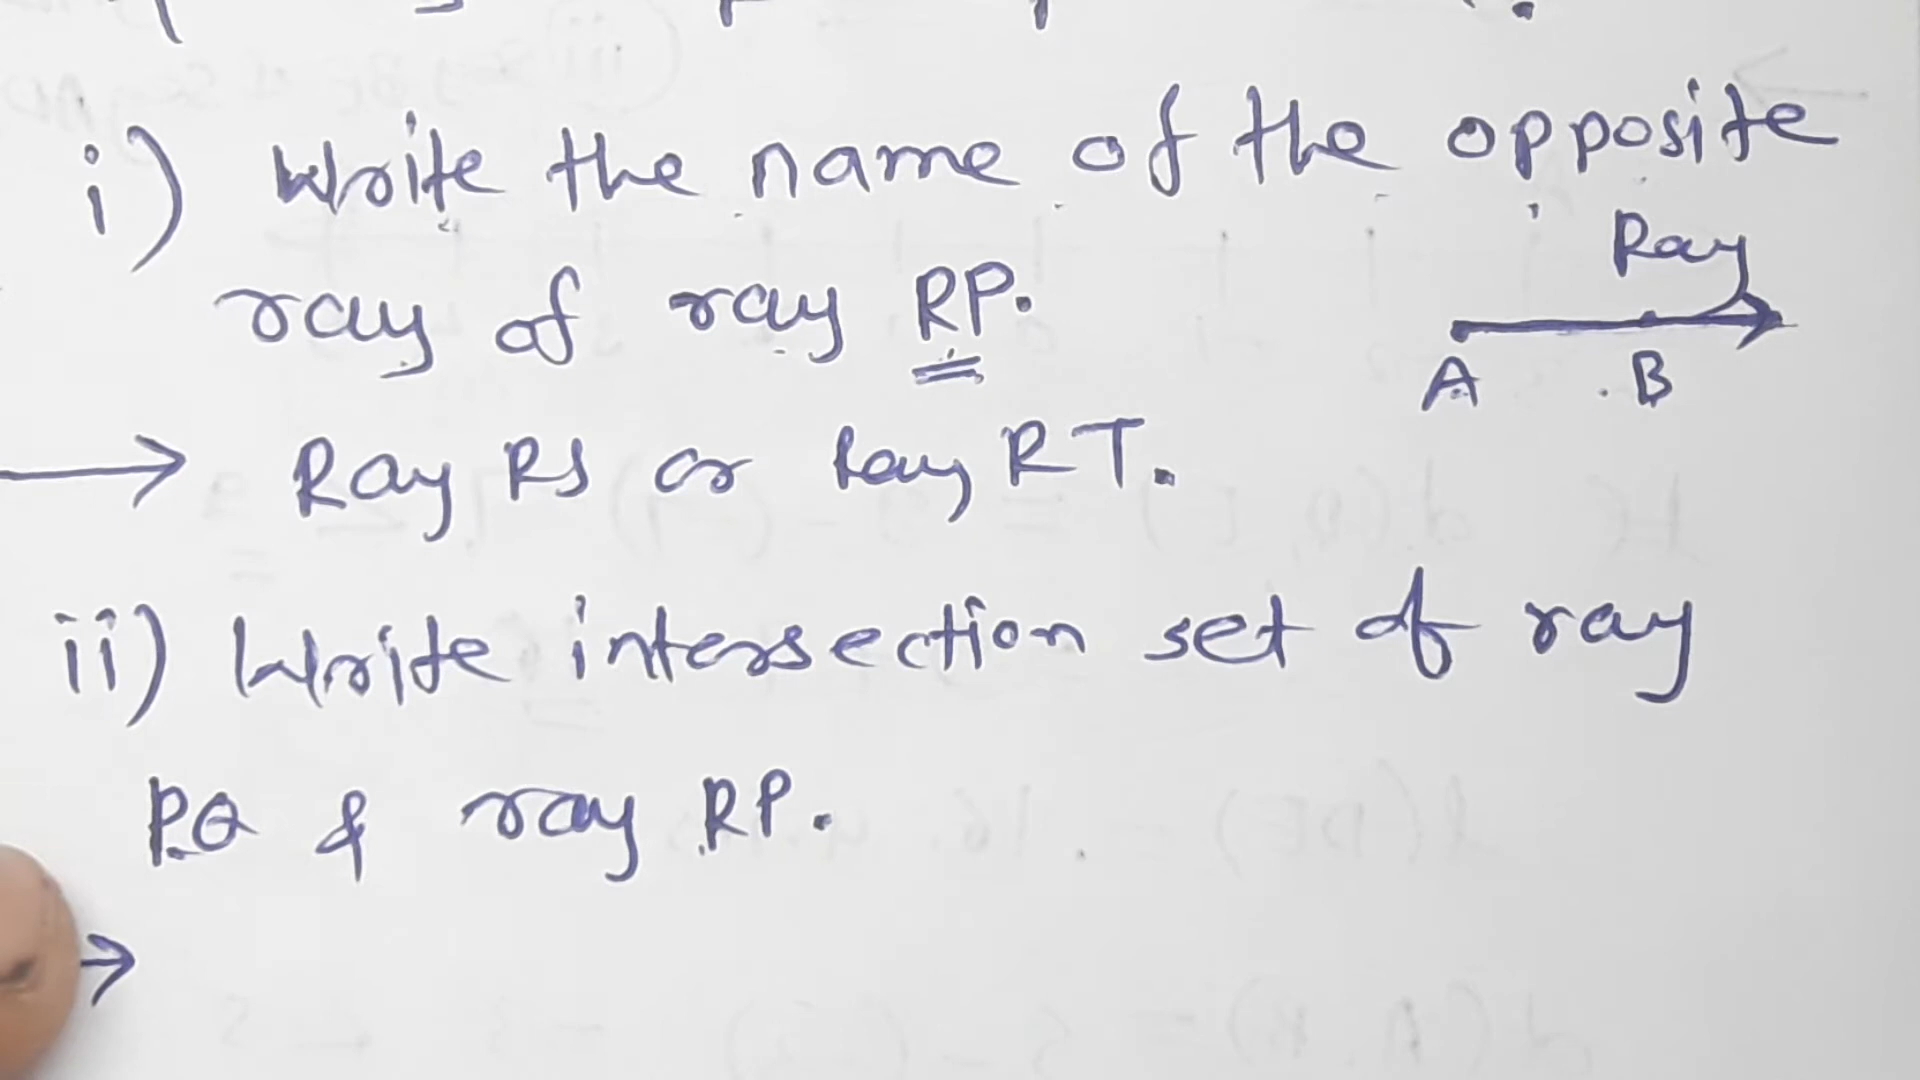 i) Write the name of the opposite
ray of ray RP.
Ray
A B
→ Ray RS or Ray RT.
ii) Write intersection set of ray
PQ & ray RP.
→